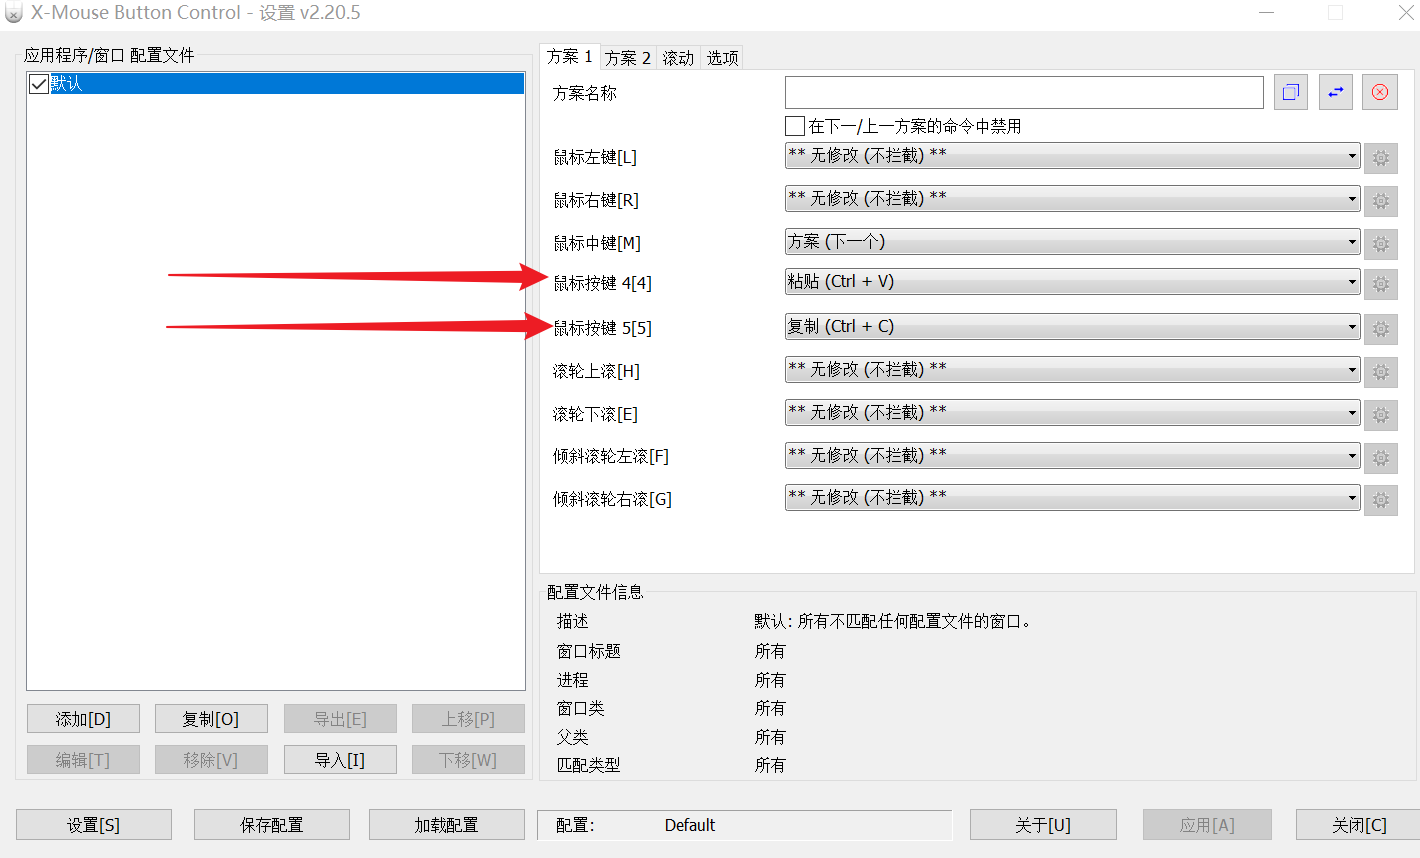 X-Mouse Button Control - 设置 v2.20.5
应用程序/窗口 配置文件
默认
方案 1 方案 2 滚动 选项
方案名称
在下一/上一方案的命令中禁用
鼠标左键[L] ** 无修改 (不拦截) **
鼠标右键[R] ** 无修改 (不拦截) **
鼠标中键[M] 方案 (下一个)
鼠标按键 4[4] 粘贴 (Ctrl + V)
鼠标按键 5[5] 复制 (Ctrl + C)
滚轮上滚[H] ** 无修改 (不拦截) **
滚轮下滚[E] ** 无修改 (不拦截) **
倾斜滚轮左滚[F] ** 无修改 (不拦截) **
倾斜滚轮右滚[G] ** 无修改 (不拦截) **
配置文件信息
描述 默认: 所有不匹配任何配置文件的窗口。
窗口标题 所有
进程 所有
窗口类 所有
父类 所有
匹配类型 所有
添加[D] 复制[O] 导出[E] 上移[P]
编辑[T] 移除[V] 导入[I] 下移[W]
设置[S] 保存配置 加载配置 配置: Default 关于[U] 应用[A] 关闭[C]